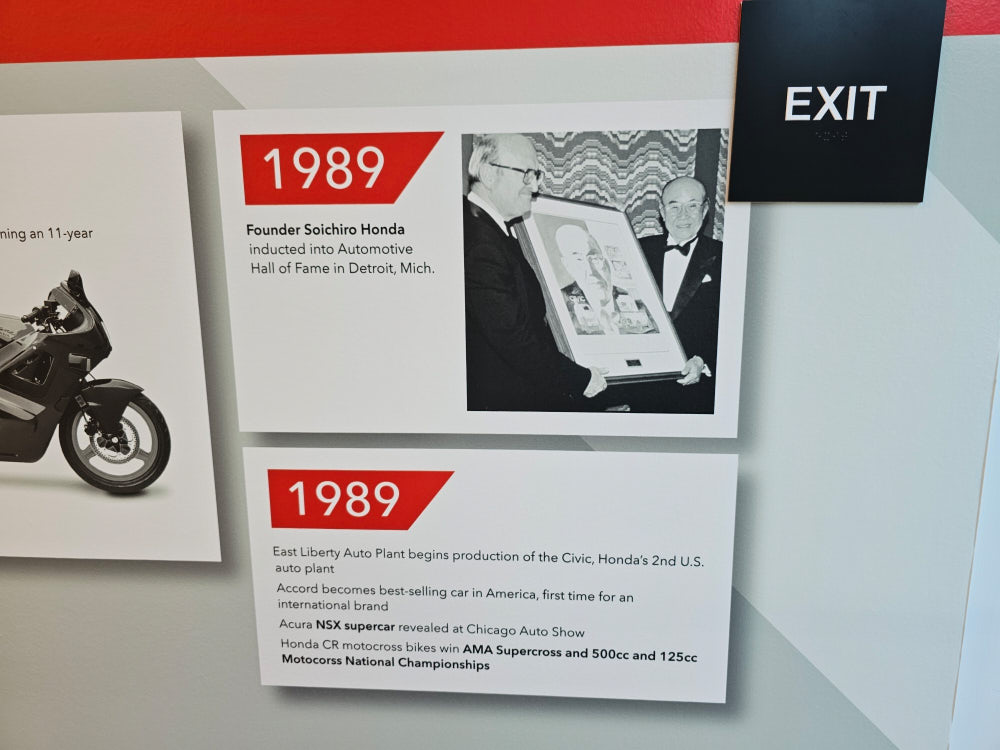 EXIT
ning an 11-year
1989
Founder Soichiro Honda
inducted into Automotive
Hall of Fame in Detroit, Mich.
1989
East Liberty Auto Plant begins production of the Civic, Honda's 2nd U.S.
auto plant
Accord becomes best-selling car in America, first time for an
international brand
Acura NSX supercar revealed at Chicago Auto Show
Honda CR motocross bikes win AMA Supercross and 500cc and 125cc
Motocorss National Championships